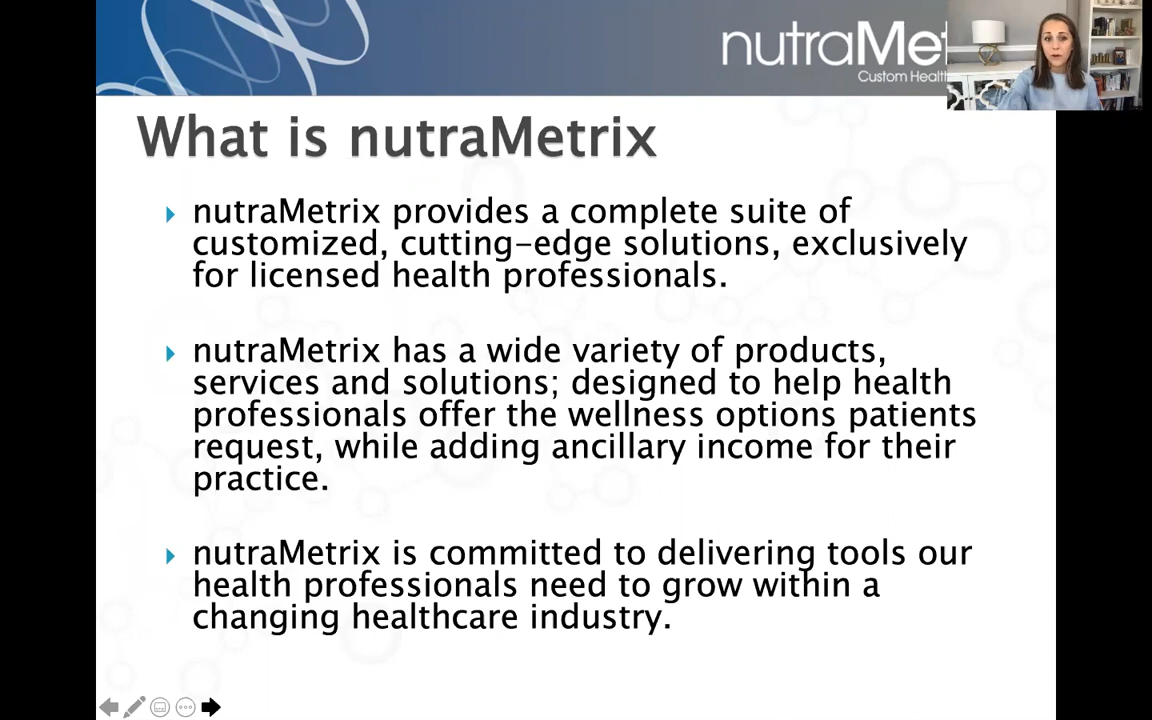 nutraMet
Custom Healt
What is nutraMetrix
nutraMetrix provides a complete suite of
customized, cutting-edge solutions, exclusively
for licensed health professionals.
nutraMetrix has a wide variety of products,
services and solutions; designed to help health
professionals offer the wellness options patients
request, while adding ancillary income for their
practice.
nutraMetrix is committed to delivering tools our
health professionals need to grow within a
changing healthcare industry.